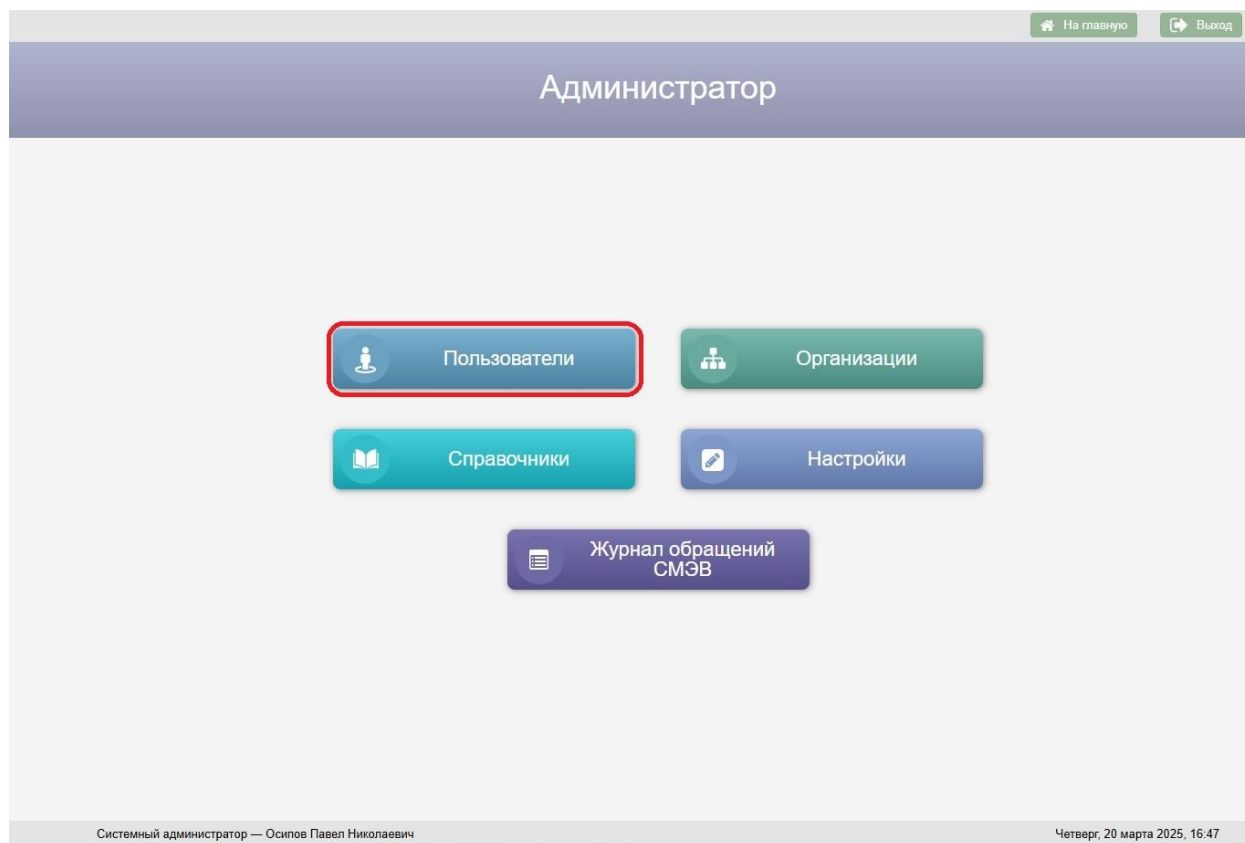 На главную
Выход
Администратор
Пользователи
Организации
Справочники
Настройки
Журнал обращений
СМЭВ
Системный администратор — Осипов Павел Николаевич
Четверг, 20 марта 2025, 16:47